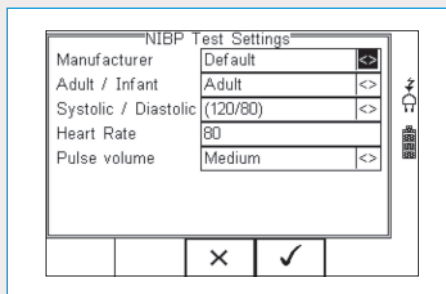 NIBP Test Settings
Manufacturer Default <>
Adult / Infant Adult <>
Systolic / Diastolic (120/80) <>
Heart Rate 80
Pulse volume Medium <>